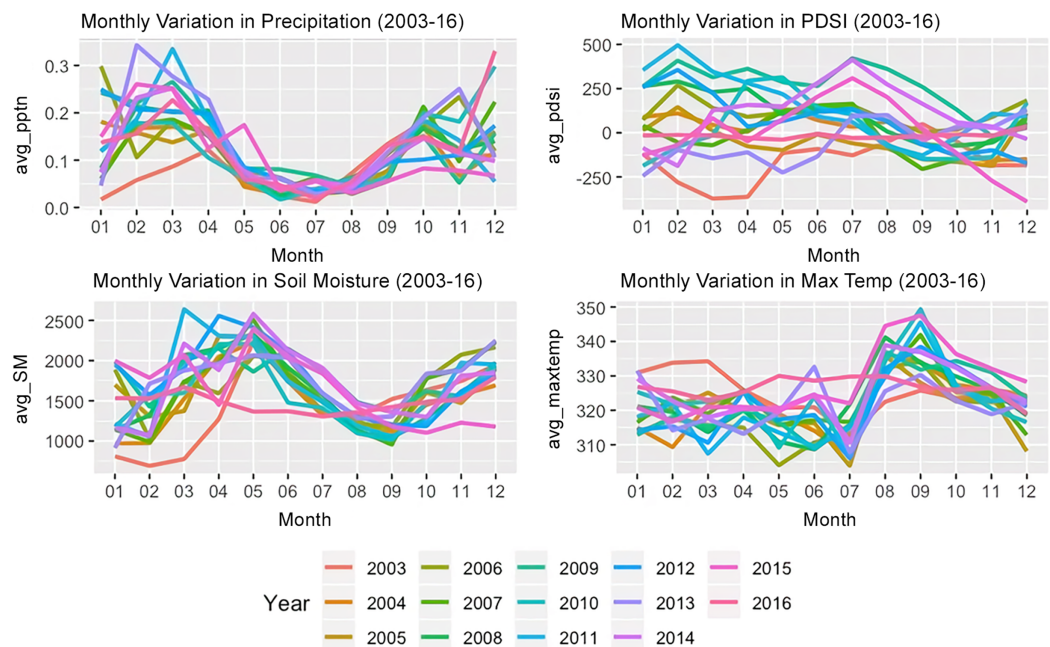 Monthly Variation in Precipitation (2003-16)
avg_pptn
0.3
0.2
0.1
0.0
01 02 03 04 05 06 07 08 09 10 11 12
Month
Monthly Variation in PDSI (2003-16)
avg_pdsi
500
250
0
-250
01 02 03 04 05 06 07 08 09 10 11 12
Month
Monthly Variation in Soil Moisture (2003-16)
avg_SM
2500
2000
1500
1000
01 02 03 04 05 06 07 08 09 10 11 12
Month
Monthly Variation in Max Temp (2003-16)
avg_maxtemp
350
340
330
320
310
01 02 03 04 05 06 07 08 09 10 11 12
Month
Year
2003 2006 2009 2012 2015
2004 2007 2010 2013 2016
2005 2008 2011 2014